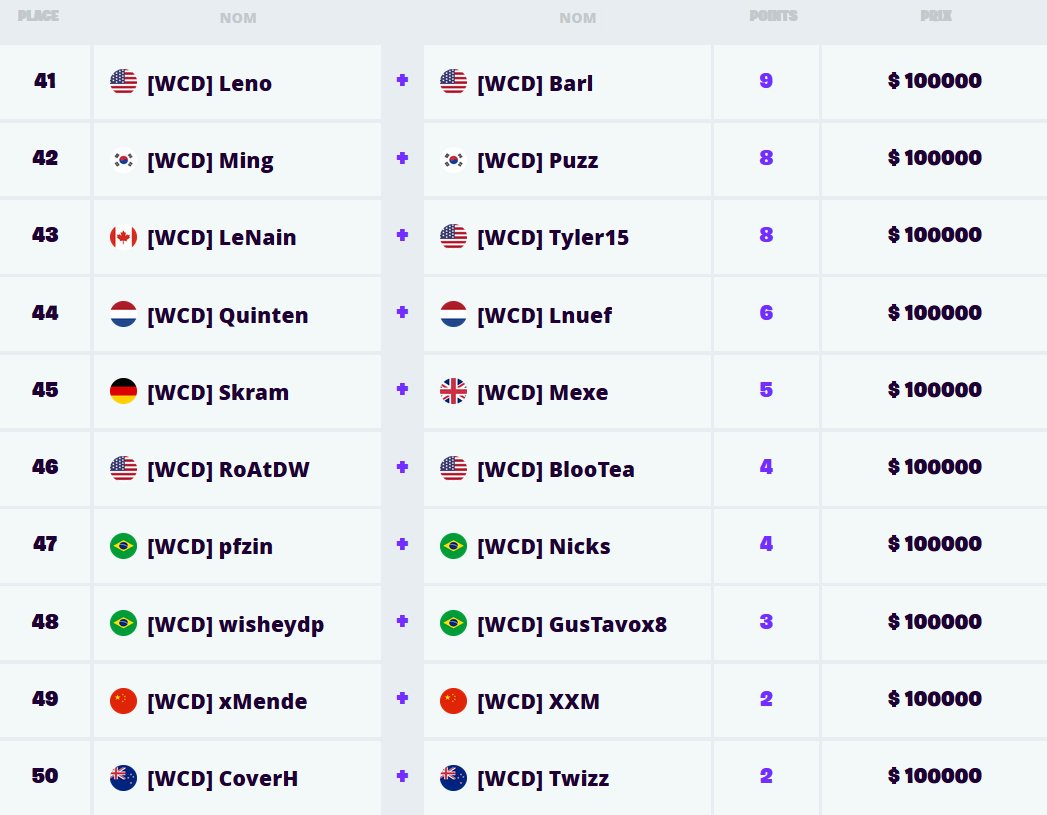 PLACE NOM NOM POINTS PRIX
41 [WCD] Leno + [WCD] Barl 9 $ 100000
42 [WCD] Ming + [WCD] Puzz 8 $ 100000
43 [WCD] LeNain + [WCD] Tyler15 8 $ 100000
44 [WCD] Quinten + [WCD] Lnuef 6 $ 100000
45 [WCD] Skram + [WCD] Mexe 5 $ 100000
46 [WCD] RoAtDW + [WCD] BlooTea 4 $ 100000
47 [WCD] pfzin + [WCD] Nicks 4 $ 100000
48 [WCD] wisheydp + [WCD] GusTavox8 3 $ 100000
49 [WCD] xMende + [WCD] XXM 2 $ 100000
50 [WCD] CoverH + [WCD] Twizz 2 $ 100000